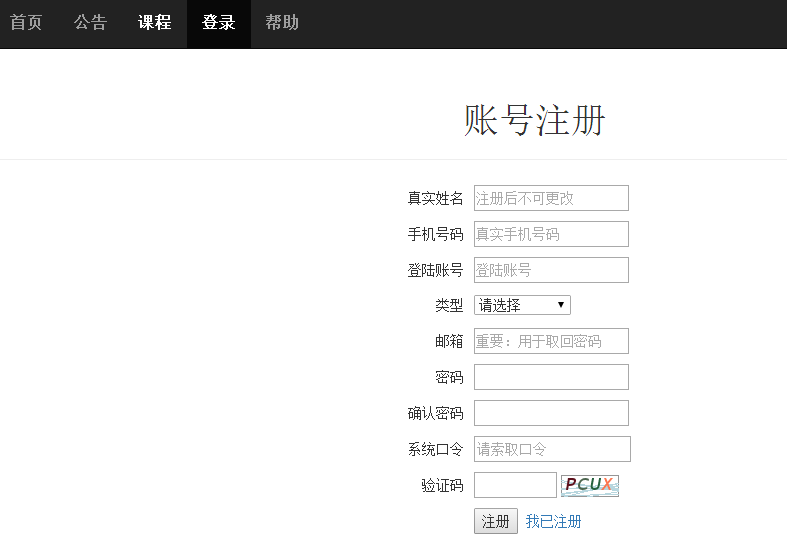 首页 公告 课程 登录 帮助
账号注册
真实姓名 注册后不可更改
手机号码 真实手机号码
登陆账号 登陆账号
类型 请选择
邮箱 重要：用于取回密码
密码
确认密码
系统口令 请索取口令
验证码 PCUX
注册 我已注册